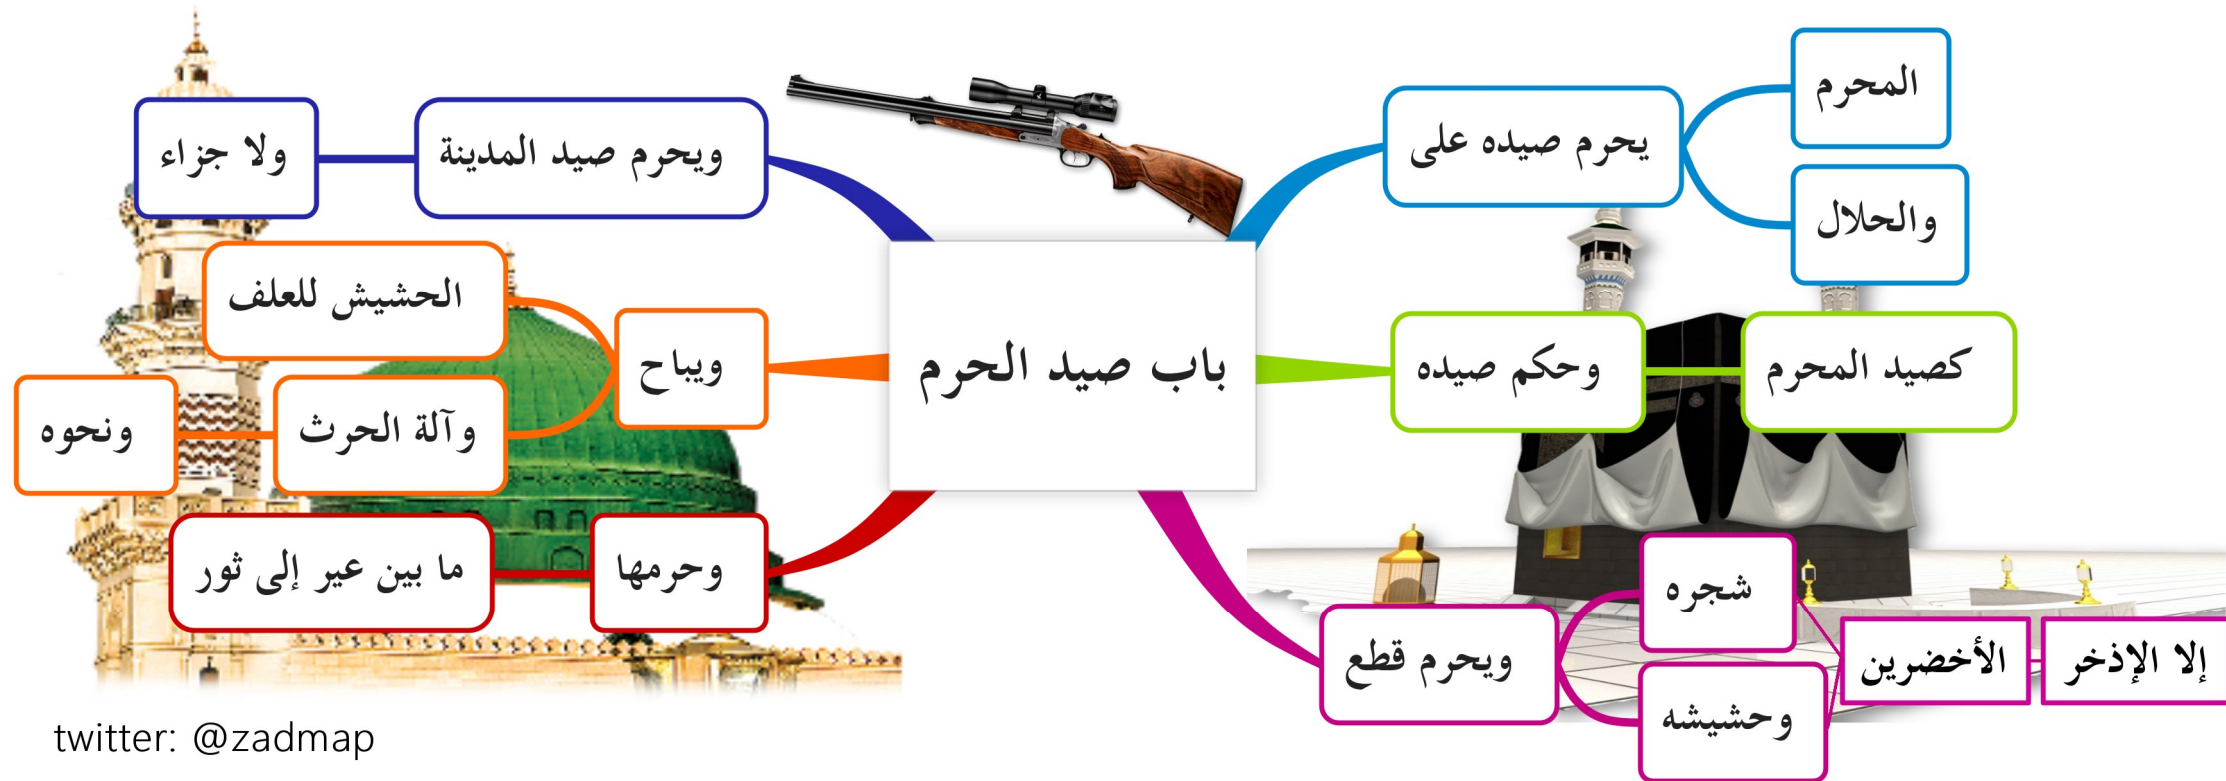 باب صيد الحرم
يحرم صيده على
المحرم
والحلال
وحكم صيده
كصيد المحرم
ويحرم قطع
شجره
وحشيشه
الأخضرين
إلا الإذخر
ويحرم صيد المدينة
ولا جزاء
ويباح
الحشيش للعلف
وآلة الحرث
ونحوه
وحرمها
ما بين عير إلى ثور
twitter: @zadmap